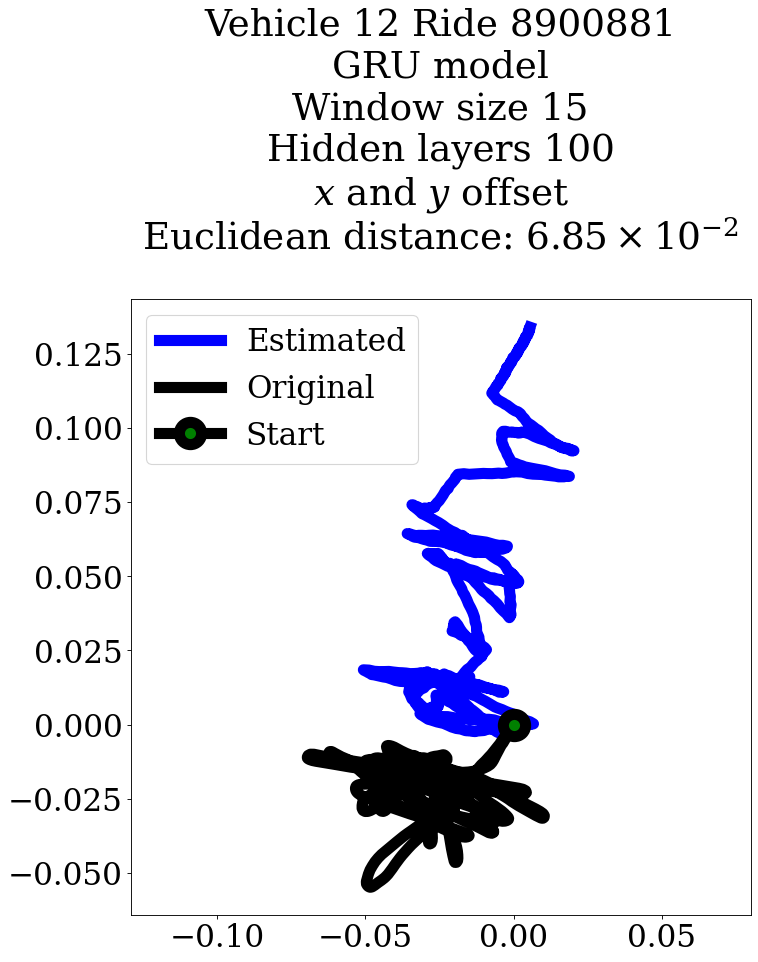 Vehicle 12 Ride 8900881
GRU model
Window size 15
Hidden layers 100
x and y offset
Euclidean distance: 6.85 × 10⁻²
Estimated
Original
Start
0.125
0.100
0.075
0.050
0.025
0.000
−0.025
−0.050
−0.10
−0.05
0.00
0.05